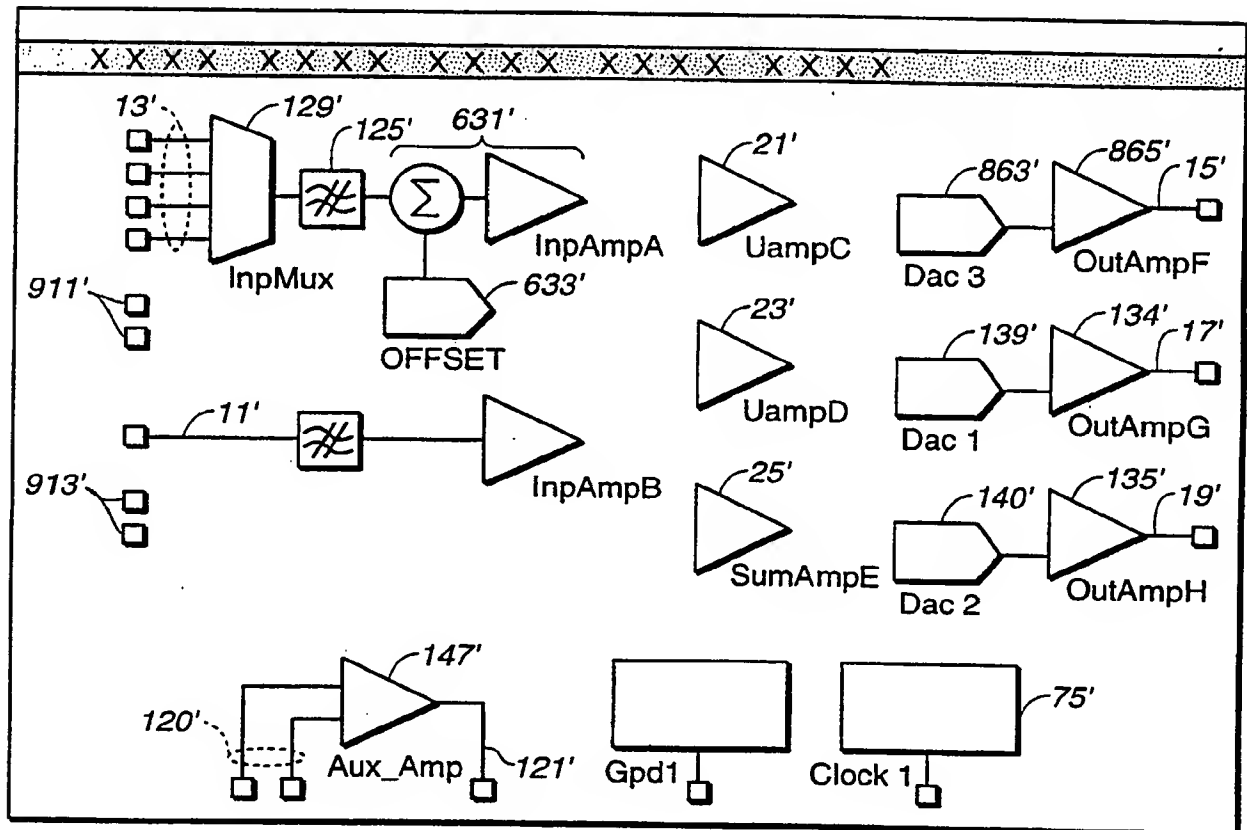 X X X X X X X X X X X X X X X X X X X X
13'
129'
125'
631'
21'
863'
865'
15'
Σ
InpMux
InpAmpA
UampC
Dac 3
OutAmpF
911'
633'
OFFSET
23'
139'
134'
17'
UampD
Dac 1
OutAmpG
11'
InpAmpB
913'
25'
140'
135'
19'
SumAmpE
Dac 2
OutAmpH
147'
75'
120'
Aux_Amp
121'
Gpd1
Clock 1